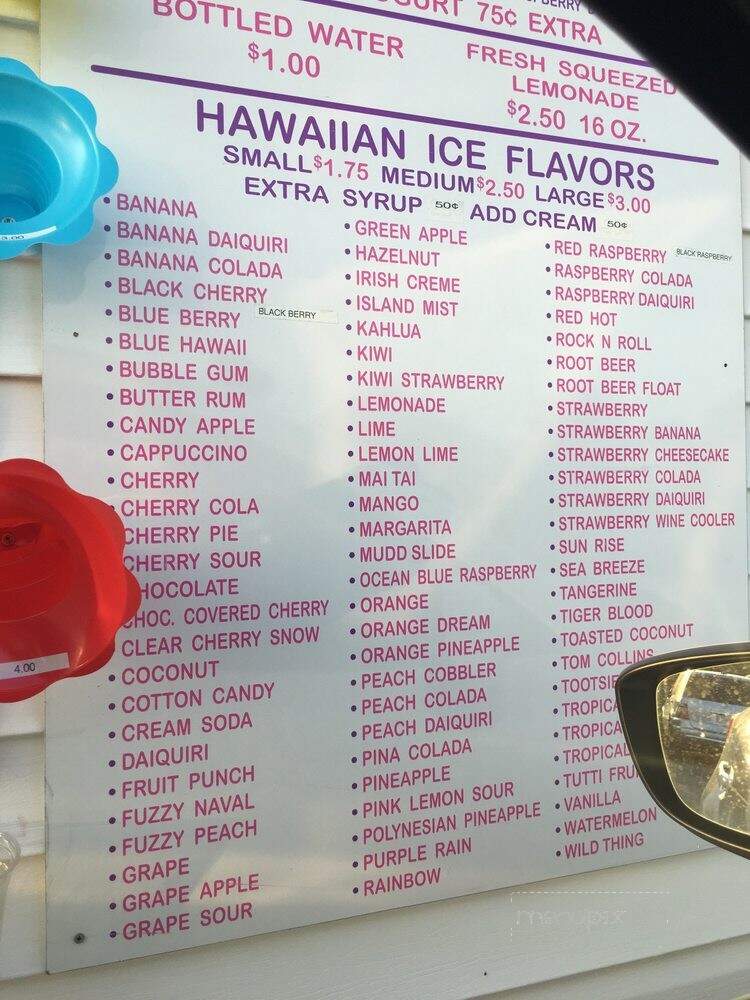 75¢ EXTRA
BOTTLED WATER
$1.00
FRESH SQUEEZED
LEMONADE
$2.50 16 OZ.
HAWAIIAN ICE FLAVORS
SMALL $1.75 MEDIUM $2.50 LARGE $3.00
EXTRA SYRUP 50¢ ADD CREAM 50¢
• BANANA
• BANANA DAIQUIRI
• BANANA COLADA
• BLACK CHERRY
• BLUE BERRY BLACK BERRY
• BLUE HAWAII
• BUBBLE GUM
• BUTTER RUM
• CANDY APPLE
• CAPPUCCINO
• CHERRY
CHERRY COLA
CHERRY PIE
CHERRY SOUR
HOCOLATE
CHOC. COVERED CHERRY
CLEAR CHERRY SNOW
• COCONUT
• COTTON CANDY
• CREAM SODA
• DAIQUIRI
• FRUIT PUNCH
• FUZZY NAVAL
• FUZZY PEACH
• GRAPE
• GRAPE APPLE
• GRAPE SOUR
• GREEN APPLE
• HAZELNUT
• IRISH CREME
• ISLAND MIST
• KAHLUA
• KIWI
• KIWI STRAWBERRY
• LEMONADE
• LIME
• LEMON LIME
• MAI TAI
• MANGO
• MARGARITA
• MUDD SLIDE
• OCEAN BLUE RASPBERRY
• ORANGE
• ORANGE DREAM
• ORANGE PINEAPPLE
• PEACH COBBLER
• PEACH COLADA
• PEACH DAIQUIRI
• PINA COLADA
• PINEAPPLE
• PINK LEMON SOUR
• POLYNESIAN PINEAPPLE
• PURPLE RAIN
• RAINBOW
• RED RASPBERRY BLACK RASPBERRY
• RASPBERRY COLADA
• RASPBERRY DAIQUIRI
• RED HOT
• ROCK N ROLL
• ROOT BEER
• ROOT BEER FLOAT
• STRAWBERRY
• STRAWBERRY BANANA
• STRAWBERRY CHEESECAKE
• STRAWBERRY COLADA
• STRAWBERRY DAIQUIRI
• STRAWBERRY WINE COOLER
• SUN RISE
• SEA BREEZE
• TANGERINE
• TIGER BLOOD
• TOASTED COCONUT
• TOM COLLINS
• TOOTSIE
• TROPICA
• TROPICA
• TROPICAL
• TUTTI FRU
• VANILLA
• WATERMELON
• WILD THING
4.00